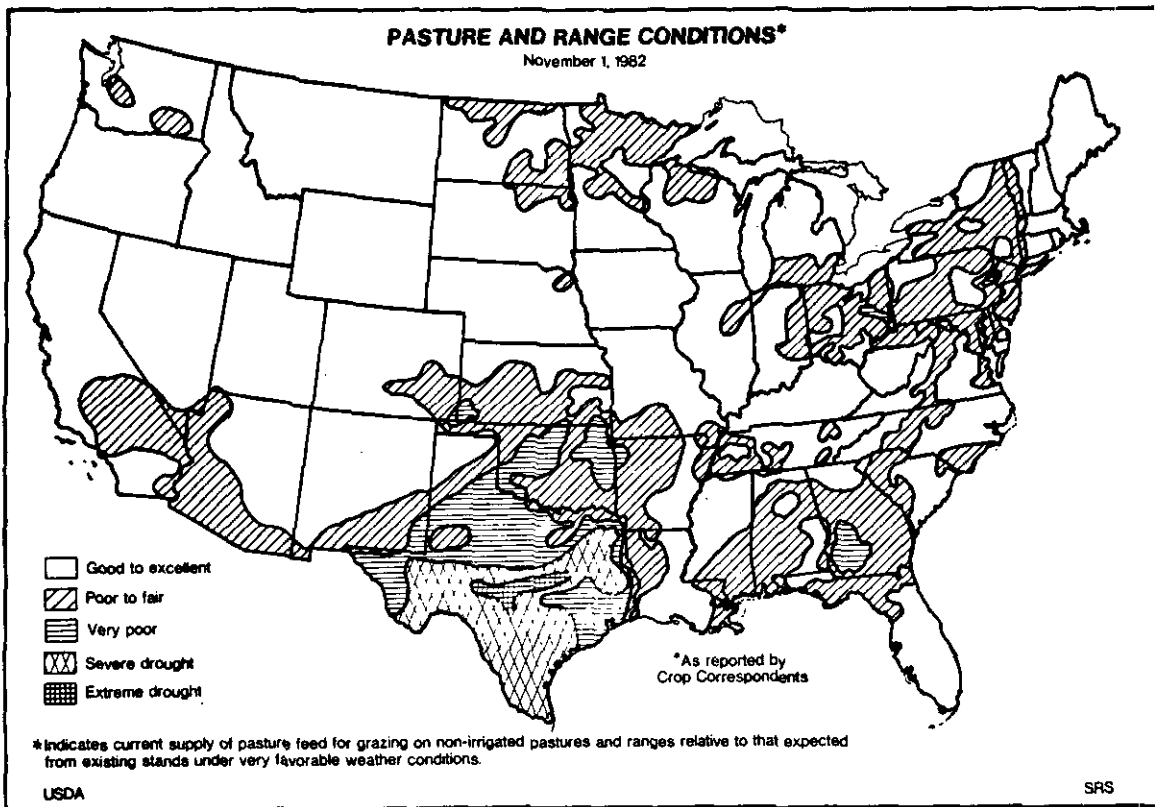 PASTURE AND RANGE CONDITIONS*
November 1, 1982
Good to excellent
Poor to fair
Very poor
Severe drought
Extreme drought
*As reported by
Crop Correspondents
*Indicates current supply of pasture feed for grazing on non-irrigated pastures and ranges relative to that expected
from existing stands under very favorable weather conditions.
USDA
SRS